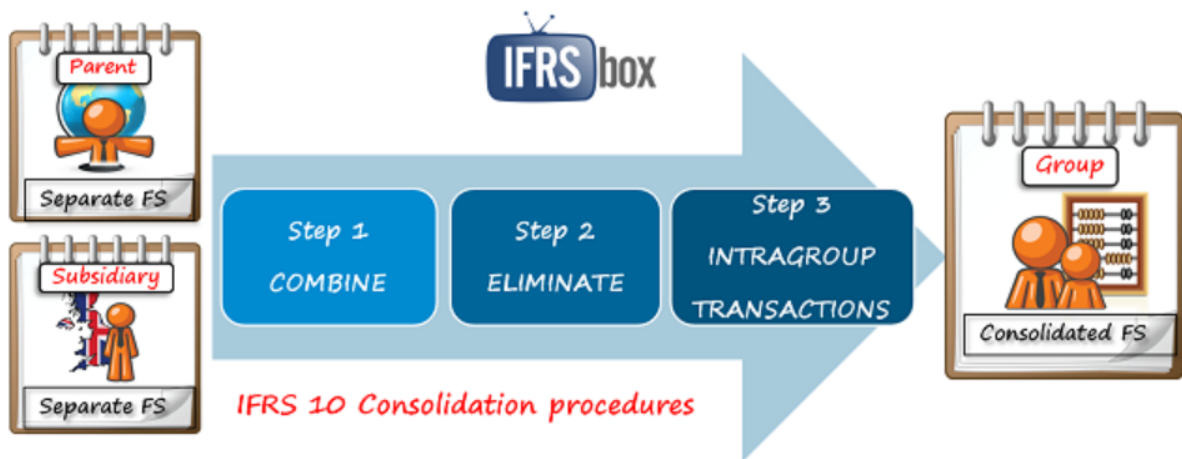 IFRS box
Parent
Separate FS
Subsidiary
Separate FS
Step 1
COMBINE
Step 2
ELIMINATE
Step 3
INTRAGROUP
TRANSACTIONS
IFRS 10 Consolidation procedures
Group
Consolidated FS